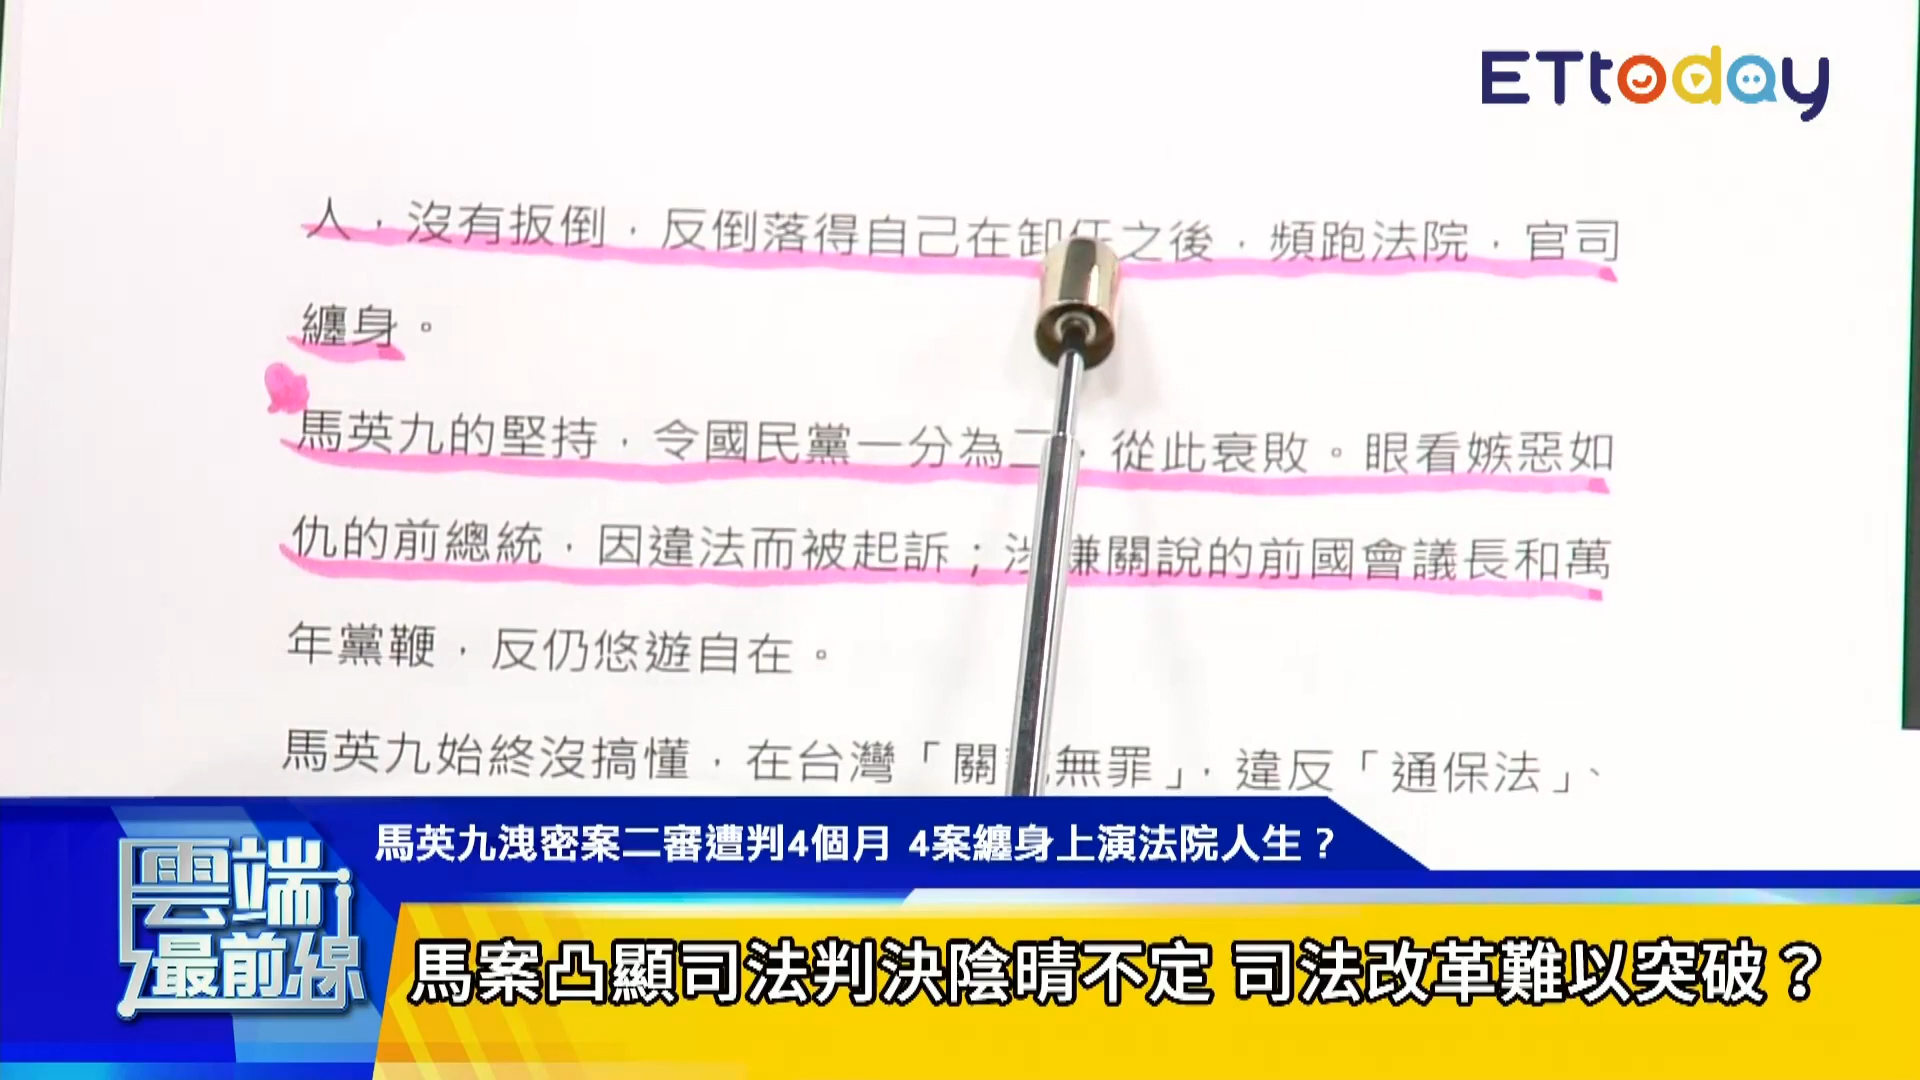 ETtoday
人，沒有扳倒，反倒落得自己在卸任之後，頻跑法院，官司
纏身。
馬英九的堅持，令國民黨一分為二，從此衰敗。眼看嫉惡如
仇的前總統，因違法而被起訴；涉嫌關說的前國會議長和萬
年黨鞭，反仍悠遊自在。
馬英九始終沒搞懂，在台灣「關說無罪」，違反「通保法」、
馬英九洩密案二審遭判4個月 4案纏身上演法院人生？
雲端
最前線
馬案凸顯司法判決陰晴不定 司法改革難以突破？